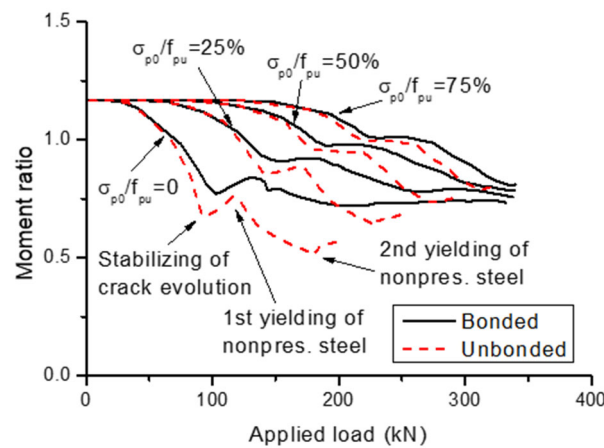 1.5
σp0/fpu=25%
σp0/fpu=50%
σp0/fpu=75%
1.0
σp0/fpu=0
Moment ratio
Stabilizing of
crack evolution
0.5
2nd yielding of
nonpres. steel
1st yielding of
nonpres. steel
Bonded
Unbonded
0.0
0 100 200 300 400
Applied load (kN)